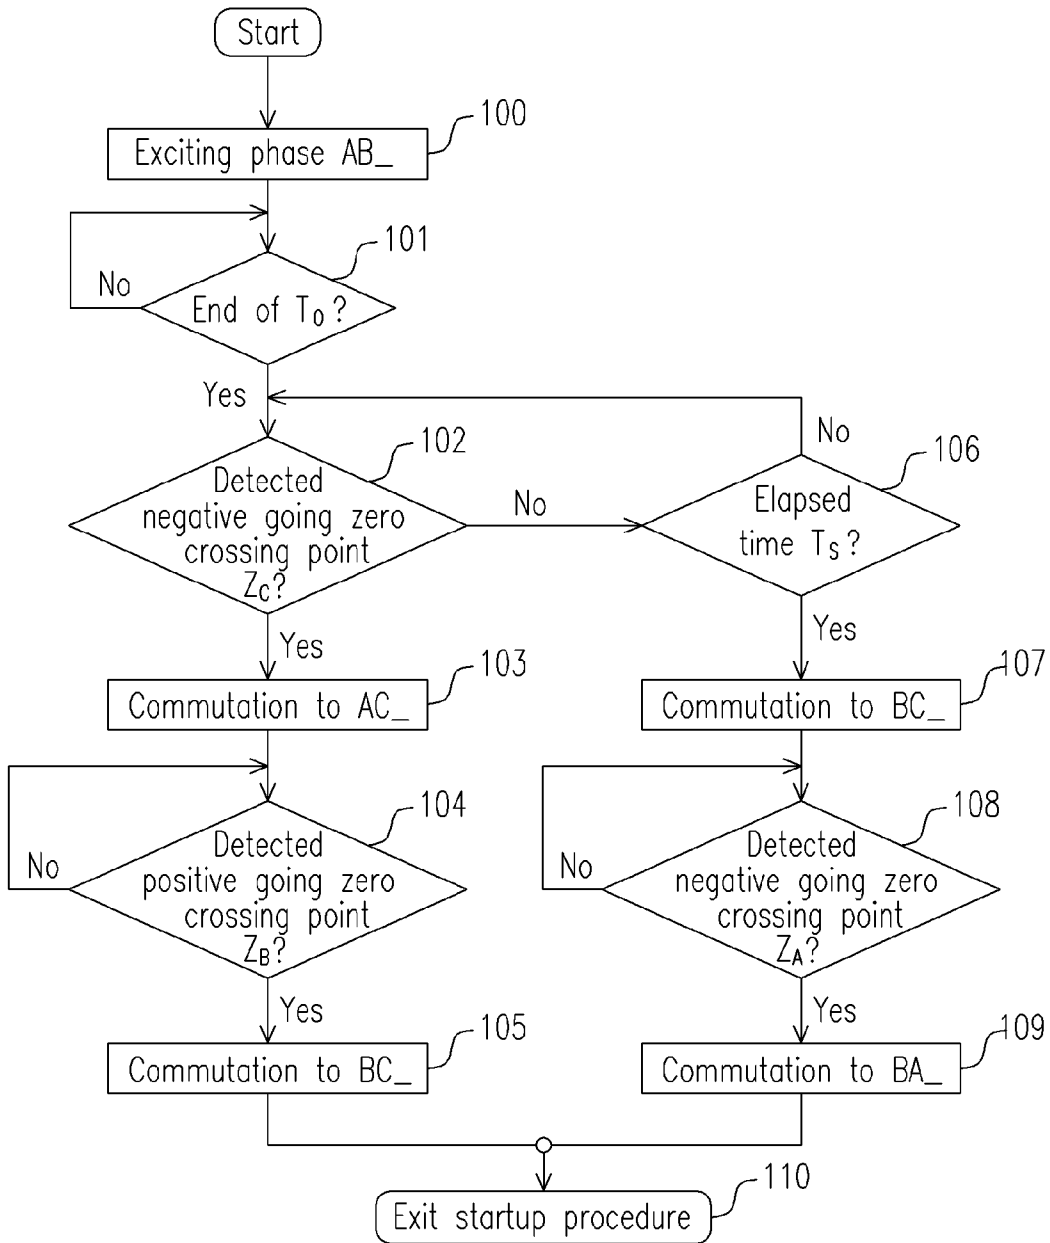 Start
100
Exciting phase AB_
101
No
End of T0?
Yes
102
No
106
Detected
negative going zero
crossing point
ZC?
No
Elapsed
time TS?
Yes
Yes
103
107
Commutation to AC_
Commutation to BC_
104
108
No
Detected
positive going zero
crossing point
ZB?
No
Detected
negative going zero
crossing point
ZA?
Yes
Yes
105
109
Commutation to BC_
Commutation to BA_
110
Exit startup procedure